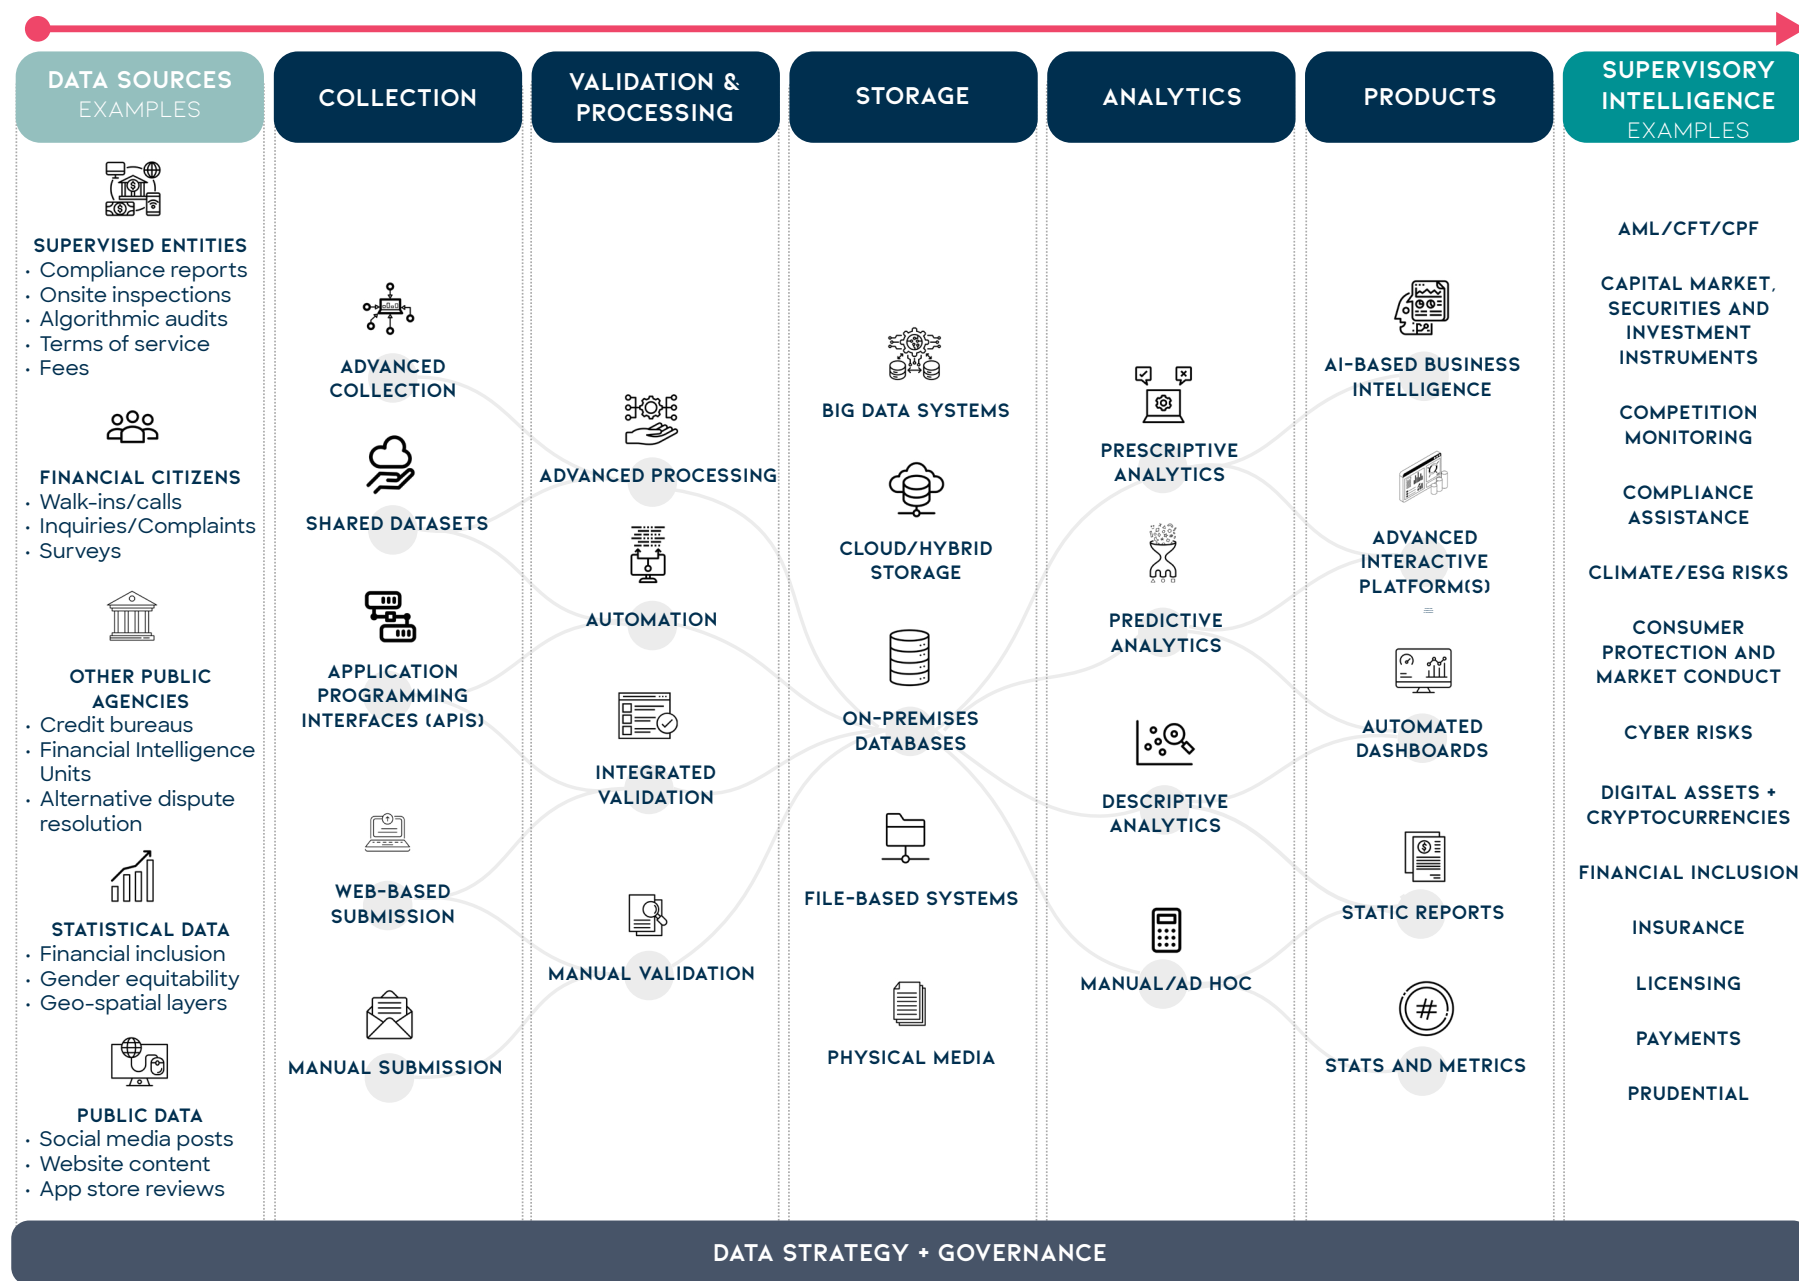 DATA SOURCES
EXAMPLES
SUPERVISED ENTITIES
• Compliance reports
• Onsite inspections
• Algorithmic audits
• Terms of service
• Fees
FINANCIAL CITIZENS
• Walk-ins/calls
• Inquiries/Complaints
• Surveys
OTHER PUBLIC
AGENCIES
• Credit bureaus
• Financial Intelligence
Units
• Alternative dispute
resolution
STATISTICAL DATA
• Financial inclusion
• Gender equitability
• Geo-spatial layers
PUBLIC DATA
• Social media posts
• Website content
• App store reviews
COLLECTION
ADVANCED
COLLECTION
SHARED DATASETS
APPLICATION
PROGRAMMING
INTERFACES (APIS)
WEB-BASED
SUBMISSION
MANUAL SUBMISSION
VALIDATION &
PROCESSING
ADVANCED PROCESSING
AUTOMATION
INTEGRATED
VALIDATION
MANUAL VALIDATION
STORAGE
BIG DATA SYSTEMS
CLOUD/HYBRID
STORAGE
ON-PREMISES
DATABASES
FILE-BASED SYSTEMS
PHYSICAL MEDIA
ANALYTICS
PRESCRIPTIVE
ANALYTICS
PREDICTIVE
ANALYTICS
DESCRIPTIVE
ANALYTICS
MANUAL/AD HOC
PRODUCTS
AI-BASED BUSINESS
INTELLIGENCE
ADVANCED
INTERACTIVE
PLATFORM(S)
AUTOMATED
DASHBOARDS
STATIC REPORTS
#
STATS AND METRICS
SUPERVISORY
INTELLIGENCE
EXAMPLES
AML/CFT/CPF
CAPITAL MARKET,
SECURITIES AND
INVESTMENT
INSTRUMENTS
COMPETITION
MONITORING
COMPLIANCE
ASSISTANCE
CLIMATE/ESG RISKS
CONSUMER
PROTECTION AND
MARKET CONDUCT
CYBER RISKS
DIGITAL ASSETS +
CRYPTOCURRENCIES
FINANCIAL INCLUSION
INSURANCE
LICENSING
PAYMENTS
PRUDENTIAL
DATA STRATEGY + GOVERNANCE